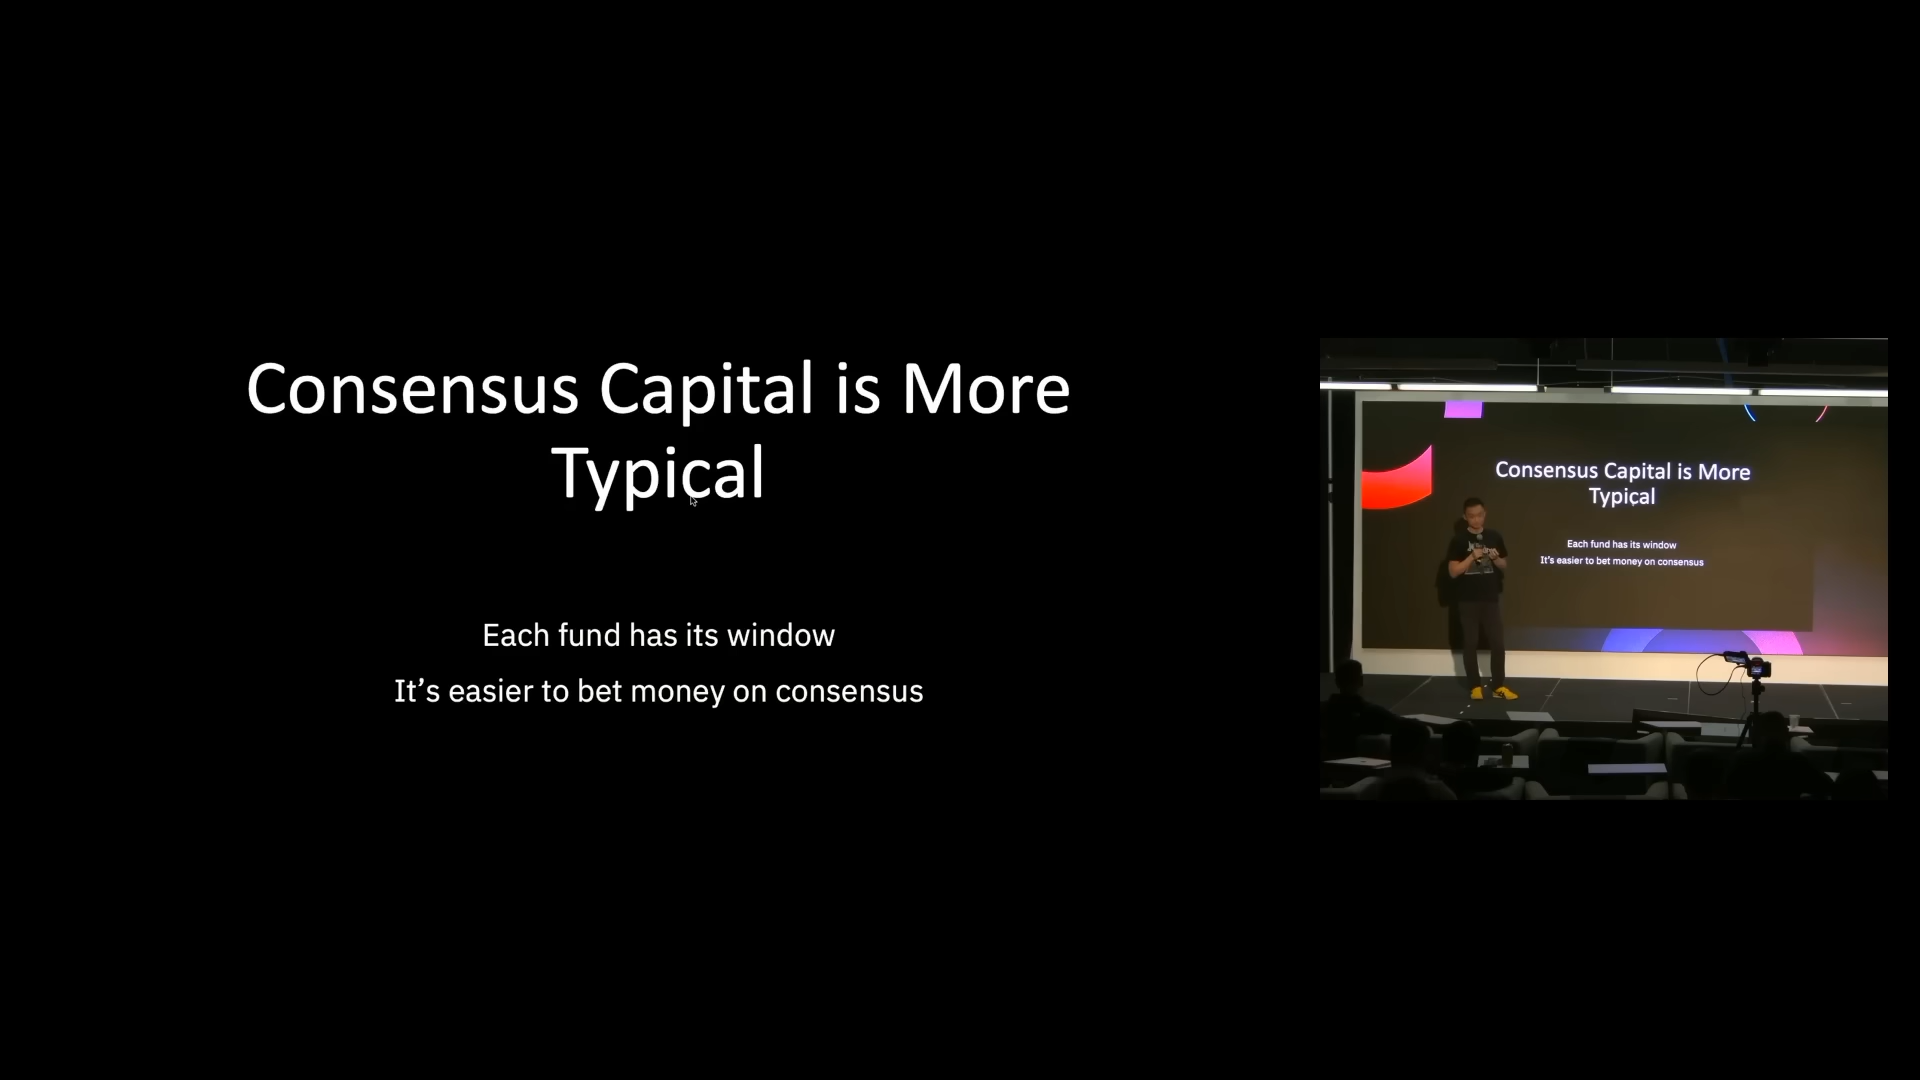 Consensus Capital is More
Typical
Each fund has its window
It’s easier to bet money on consensus
Consensus Capital is More
Typical
Each fund has its window
It's easier to bet money on consensus